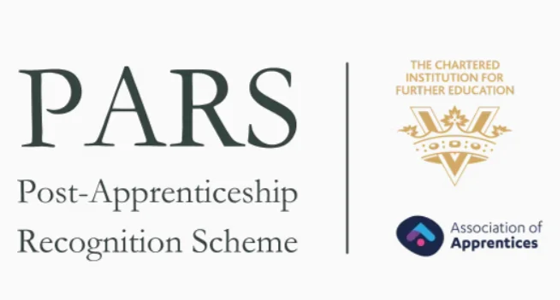 PARS
Post-Apprenticeship
Recognition Scheme
THE CHARTERED
INSTITUTION FOR
FURTHER EDUCATION
Association of
Apprentices